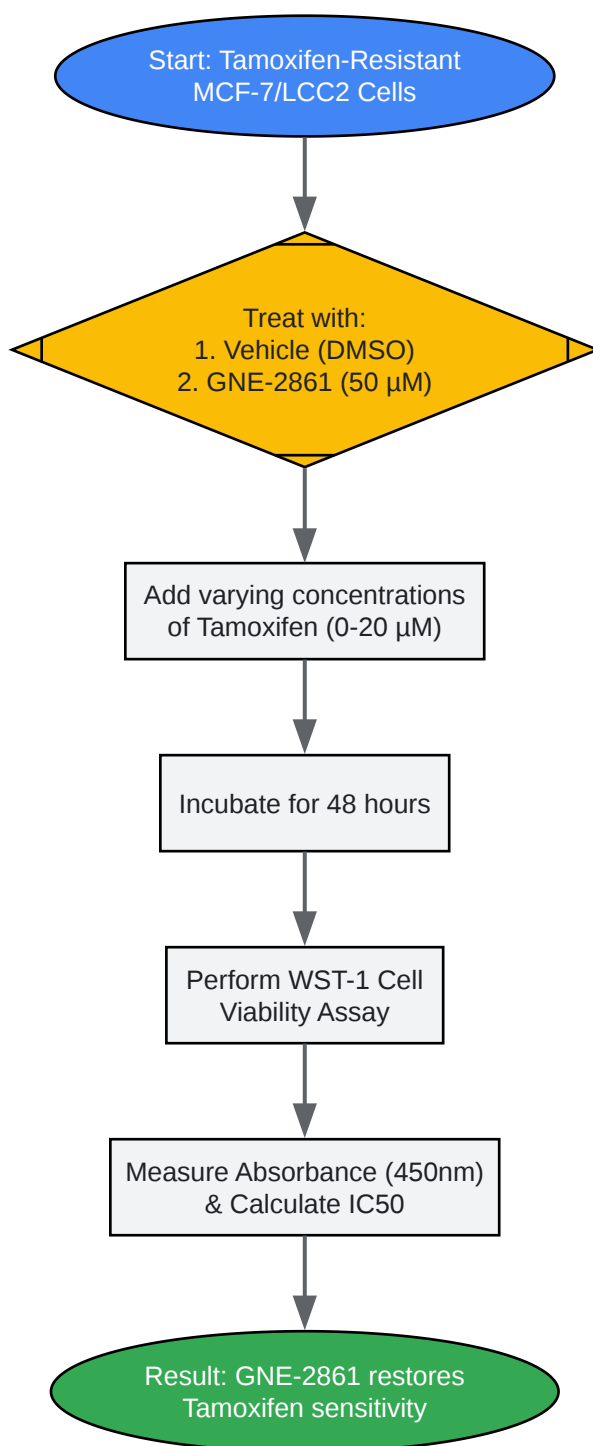 Start: Tamoxifen-Resistant
MCF-7/LCC2 Cells
Treat with:
1. Vehicle (DMSO)
2. GNE-2861 (50 µM)
Add varying concentrations
of Tamoxifen (0-20 µM)
Incubate for 48 hours
Perform WST-1 Cell
Viability Assay
Measure Absorbance (450nm)
& Calculate IC50
Result: GNE-2861 restores
Tamoxifen sensitivity